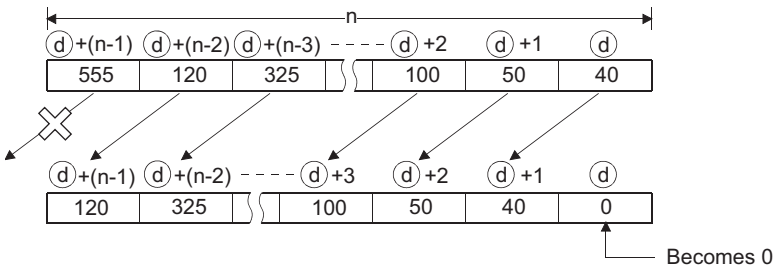 n
d+(n-1) d+(n-2) d+(n-3) d+2 d+1 d
555 120 325 100 50 40
d+(n-1) d+(n-2) d+3 d+2 d+1 d
120 325 100 50 40 0
Becomes 0